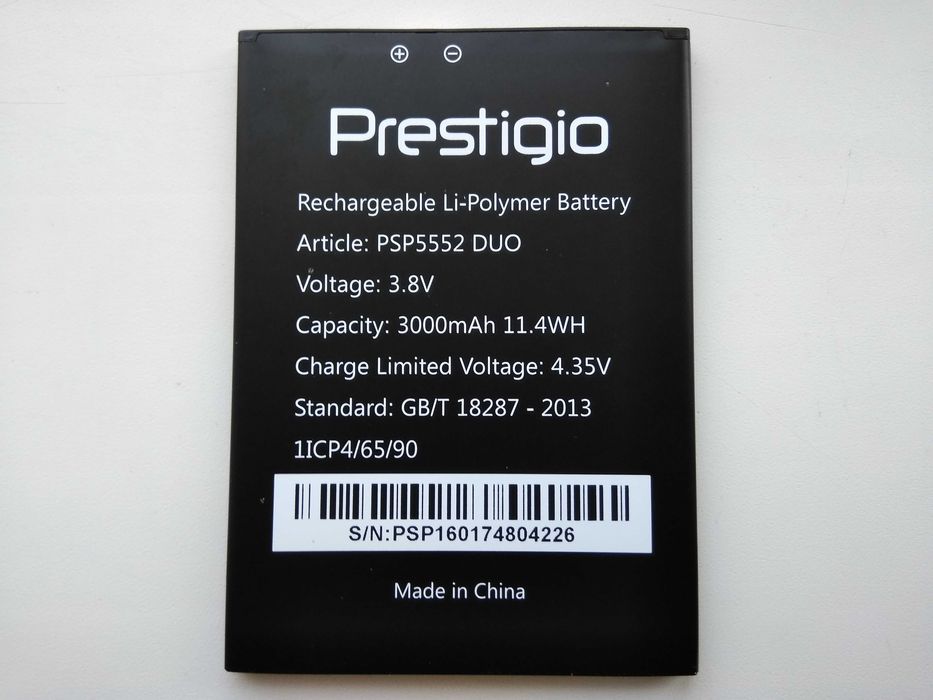 ⊕ ⊖
Prestigio
Rechargeable Li-Polymer Battery
Article: PSP5552 DUO
Voltage: 3.8V
Capacity: 3000mAh 11.4WH
Charge Limited Voltage: 4.35V
Standard: GB/T 18287 - 2013
1ICP4/65/90
S/N:PSP160174804226
Made in China